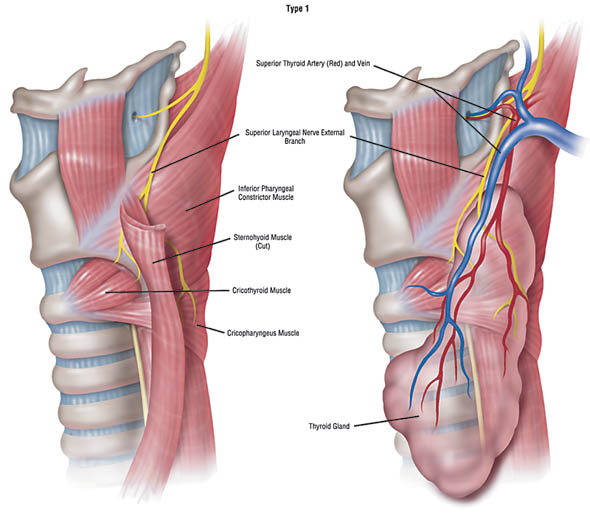 Type 1
Superior Thyroid Artery (Red) and Vein
Superior Laryngeal Nerve External
Branch
Inferior Pharyngeal
Constrictor Muscle
Sternohyoid Muscle
(Cut)
Cricothyroid Muscle
Cricopharyngeus Muscle
Thyroid Gland